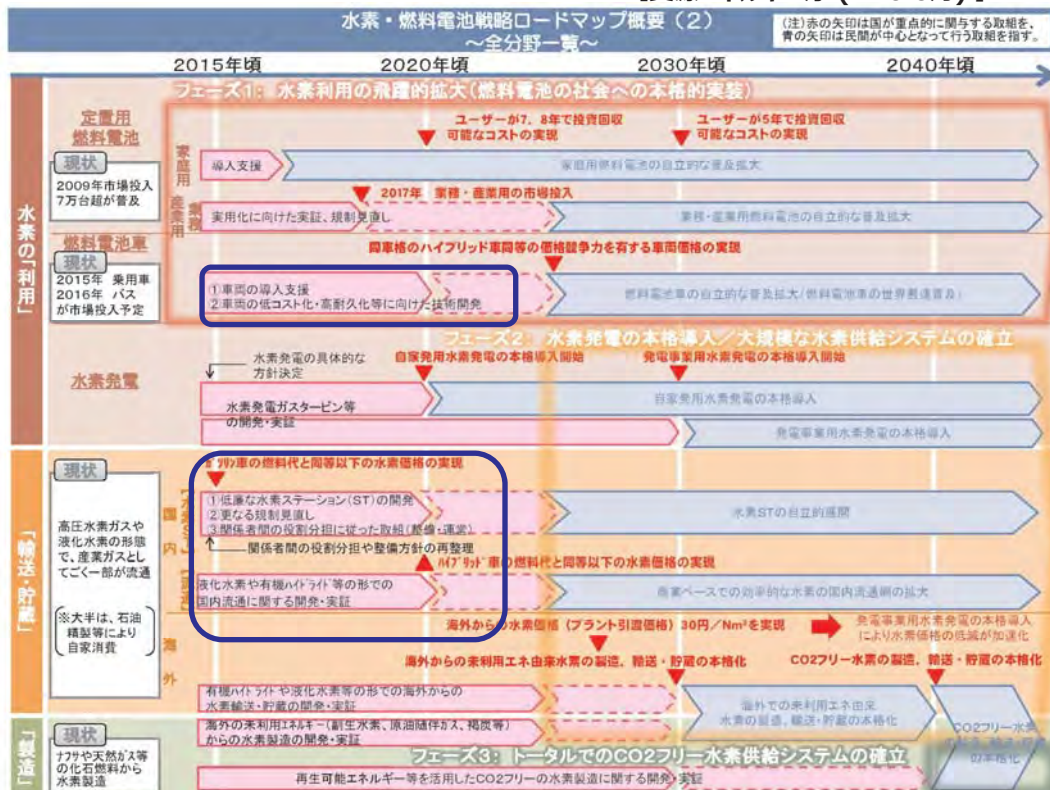 水素・燃料電池戦略ロードマップ概要(2)
~全分野一覧~
(注)赤の矢印は国が重点的に関与する取組を、
青の矢印は民間が中心となって行う取組を指す。
2015年頃
2020年頃
2030年頃
2040年頃
フェーズ1: 水素利用の飛躍的拡大(燃料電池の社会への本格的実装)
水素の「利用」
定置用
燃料電池
現状
2009年市場投入
7万台超が普及
家庭用
ユーザーが7,8年で投資回収
可能なコストの実現
ユーザーが5年で投資回収
可能なコストの実現
導入支援
家庭用燃料電池の自立的な普及拡大
業務・
産業用
2017年 業務・産業用の市場投入
実用化に向けた実証、規制見直し
業務・産業用燃料電池の自立的な普及拡大
燃料電池車
現状
2015年 乗用車
2016年 バス
が市場投入予定
同車格のハイブリッド車同等の価格競争力を有する車両価格の実現
①車両の導入支援
②車両の低コスト化・高耐久化等に向けた技術開発
燃料電池車の自立的な普及拡大(燃料電池車の世界最速普及)
フェーズ2: 水素発電の本格導入/大規模な水素供給システムの確立
水素発電
水素発電の具体的な
方針決定
自家発用水素発電の本格導入開始
発電事業用水素発電の本格導入開始
水素発電ガスタービン等
の開発・実証
自家発用水素発電の本格導入
発電事業用水素発電の本格導入
「輸送・貯蔵」
現状
高圧水素ガスや
液化水素の形態
で、産業ガスとし
てごく一部が流通
※大半は、石油
精製等により
自家消費
国内
ガソリン車の燃料代と同等以下の水素価格の実現
①低廉な水素ステーション(ST)の開発
②更なる規制見直し
③関係者間の役割分担に従った取組(整備・運営)
水素STの自立的展開
関係者間の役割分担や整備方針の再整理
ハイブリッド車の燃料代と同等以下の水素価格の実現
液化水素や有機ハイドライド等の形での
国内流通に関する開発・実証
商業ベースでの効率的な水素の国内流通網の拡大
海外
海外からの水素価格(プラント引渡価格)30円/Nm³を実現
発電事業用水素発電の本格導入
により水素価格の低減が加速化
海外からの未利用エネ由来水素の製造、輸送・貯蔵の本格化
CO2フリー水素の製造、輸送・貯蔵の本格化
有機ハイドライドや液化水素等の形での海外からの
水素輸送・貯蔵の開発・実証
海外での未利用エネ由来
水素の製造、輸送・貯蔵の本格化
「製造」
現状
ナフサや天然ガス等
の化石燃料から
水素製造
海外の未利用エネルギー(副生水素、原油随伴ガス、褐炭等)
からの水素製造の開発・実証
CO2フリー水素
の本格化
フェーズ3: トータルでのCO2フリー水素供給システムの確立
再生可能エネルギー等を活用したCO2フリーの水素製造に関する開発・実証